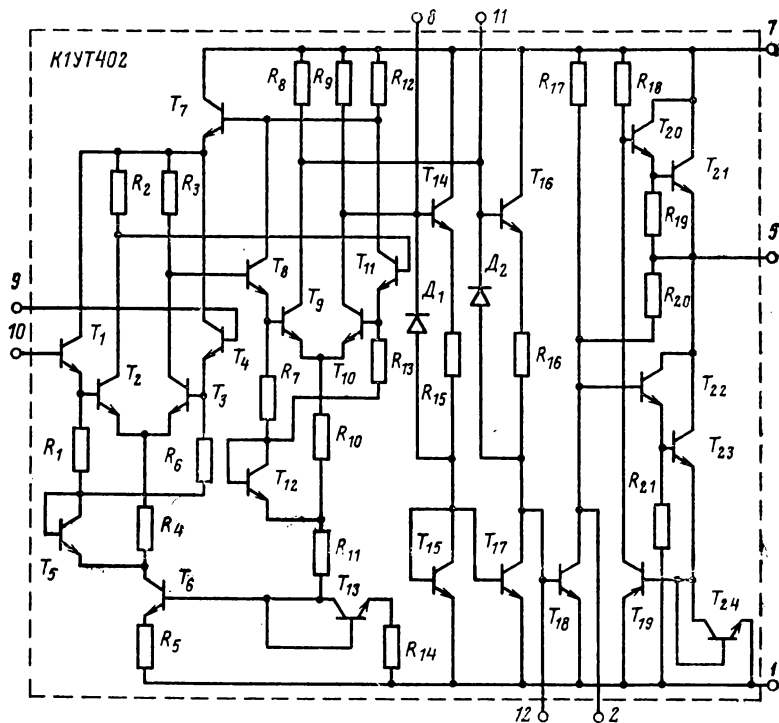 8 11 7
К1УТ402
R8 R9 R12 R17 R18
T7 T20
R2 R3 T14 T16 T21
R19
T8 T9 T11 Д1 Д2 5
9 R20
10 T1 T2 T4 T10 R13 R16
R7 R15 T22
T3
R1 R6 R10 T23
T12 R21
R4 R11
T5 T6 T13 T15 T17 T24
T18 T19
R5 R14 1
12 2